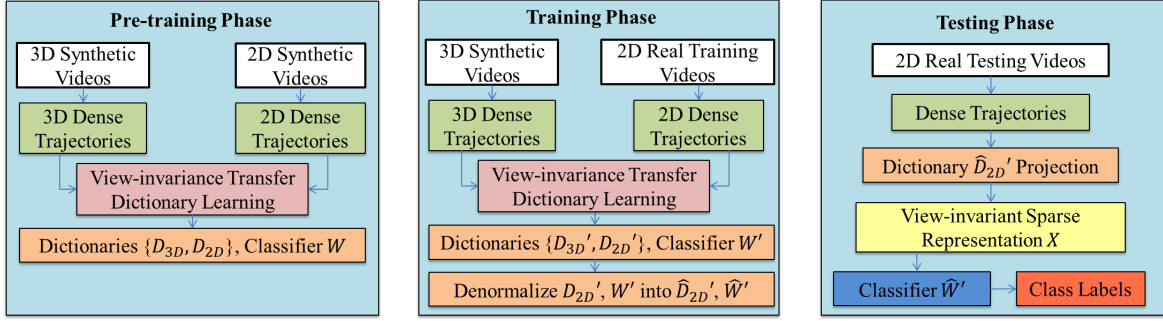 Pre-training Phase
3D Synthetic
Videos
2D Synthetic
Videos
3D Dense
Trajectories
2D Dense
Trajectories
View-invariance Transfer
Dictionary Learning
Dictionaries {D₃D, D₂D}, Classifier W
Training Phase
3D Synthetic
Videos
2D Real Training
Videos
3D Dense
Trajectories
2D Dense
Trajectories
View-invariance Transfer
Dictionary Learning
Dictionaries {D₃D′, D₂D′}, Classifier W′
Denormalize D₂D′, W′ into D̂₂D′, Ŵ′
Testing Phase
2D Real Testing Videos
Dense Trajectories
Dictionary D̂₂D′ Projection
View-invariant Sparse
Representation X
Classifier Ŵ′
Class Labels